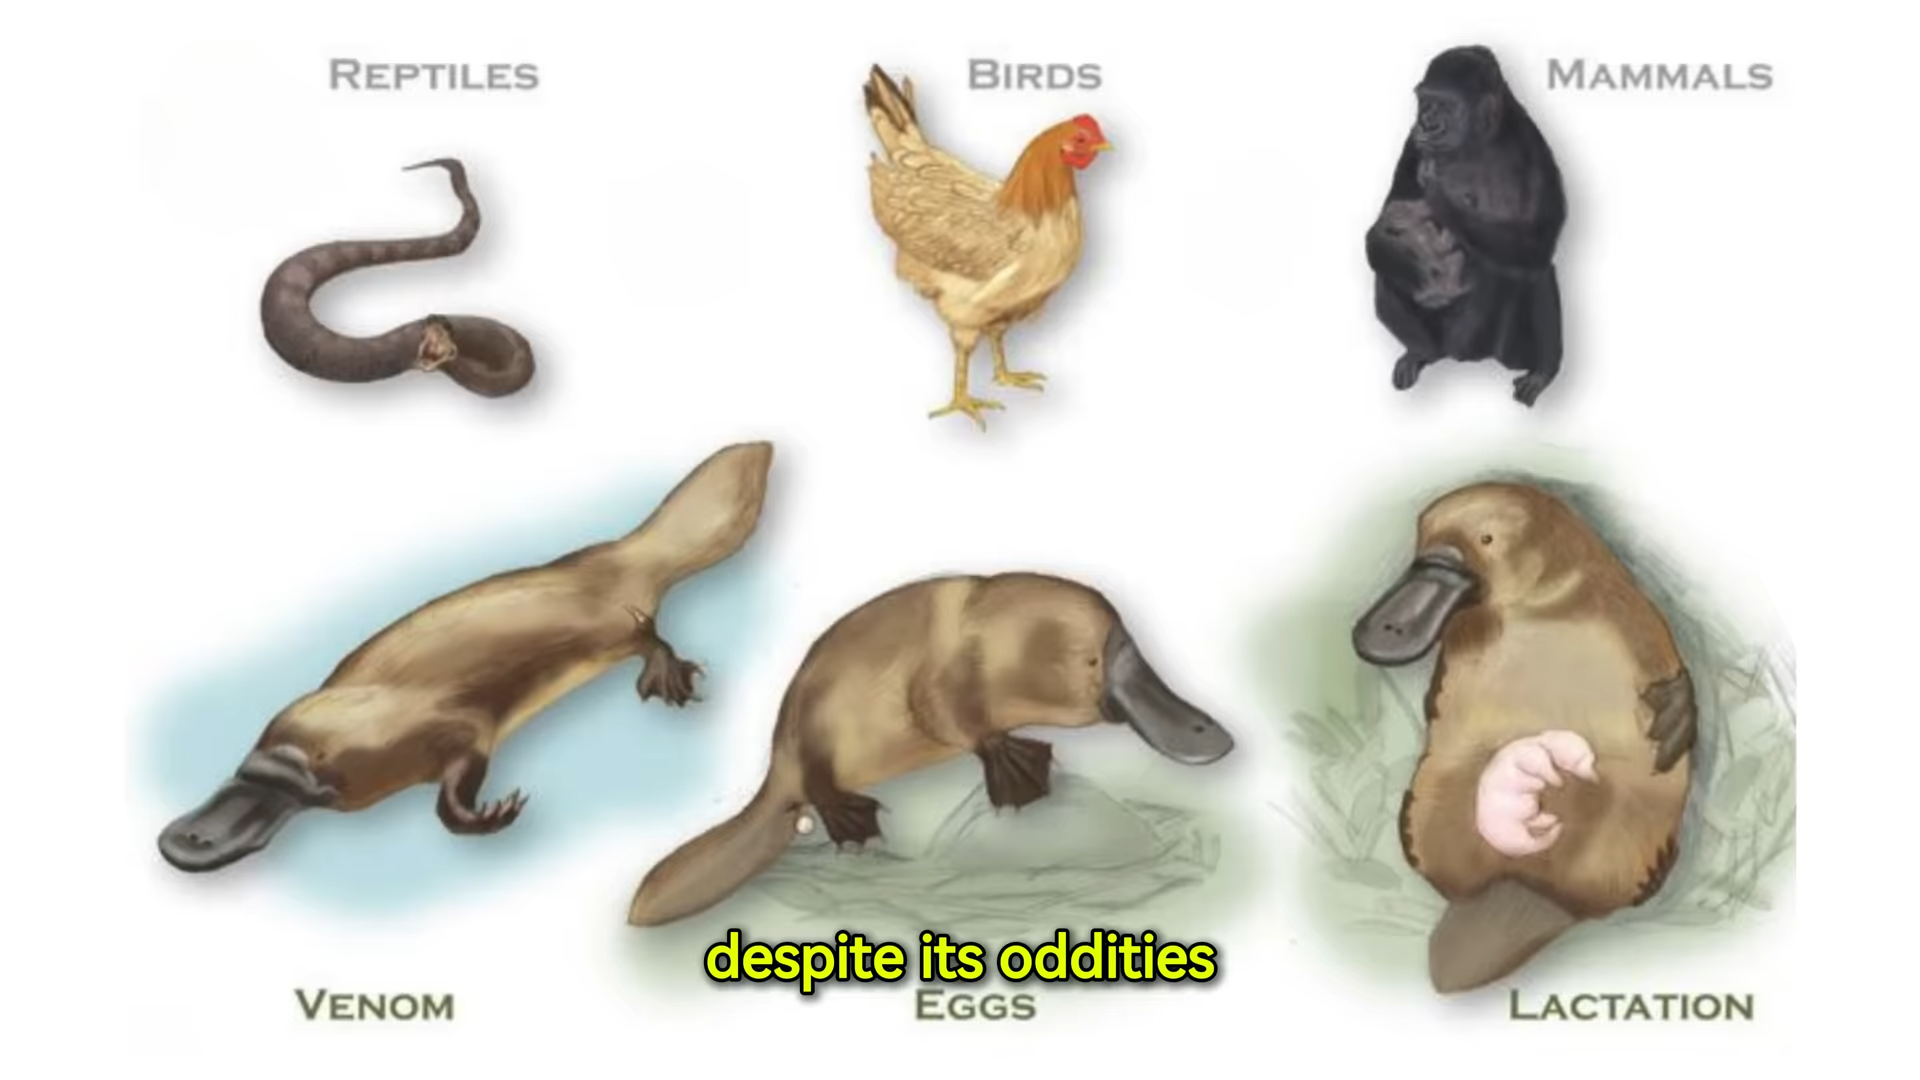 REPTILES
BIRDS
MAMMALS
despite its oddities
VENOM
EGGS
LACTATION